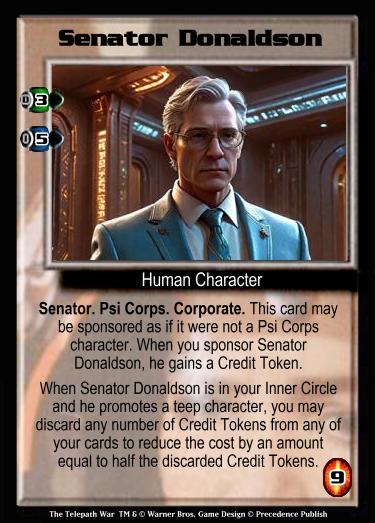 Senator Donaldson
D 3
D 5
Human Character
Senator. Psi Corps. Corporate. This card may
be sponsored as if it were not a Psi Corps
character. When you sponsor Senator
Donaldson, he gains a Credit Token.
When Senator Donaldson is in your Inner Circle
and he promotes a teep character, you may
discard any number of Credit Tokens from any of
your cards to reduce the cost by an amount
equal to half the discarded Credit Tokens.
9
The Telepath War TM & © Warner Bros. Game Design © Precedence Publish